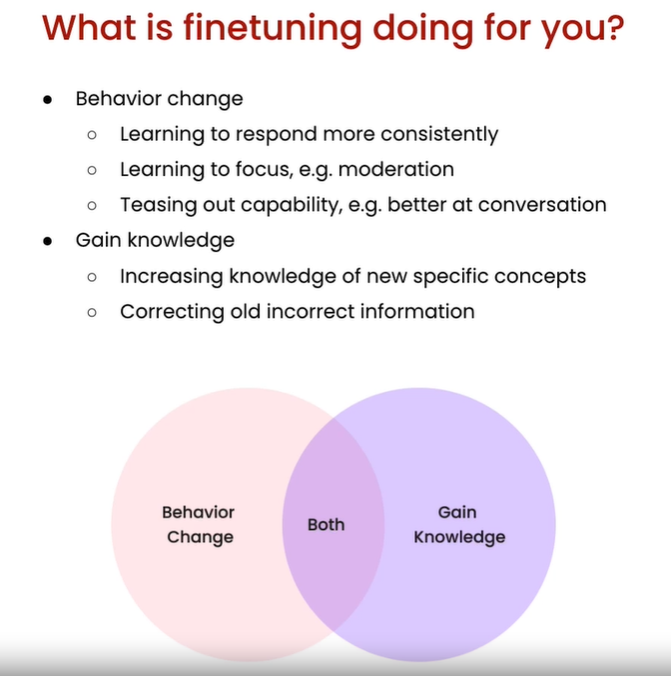 What is finetuning doing for you?
● Behavior change
○ Learning to respond more consistently
○ Learning to focus, e.g. moderation
○ Teasing out capability, e.g. better at conversation
● Gain knowledge
○ Increasing knowledge of new specific concepts
○ Correcting old incorrect information
Behavior
Change
Both
Gain
Knowledge